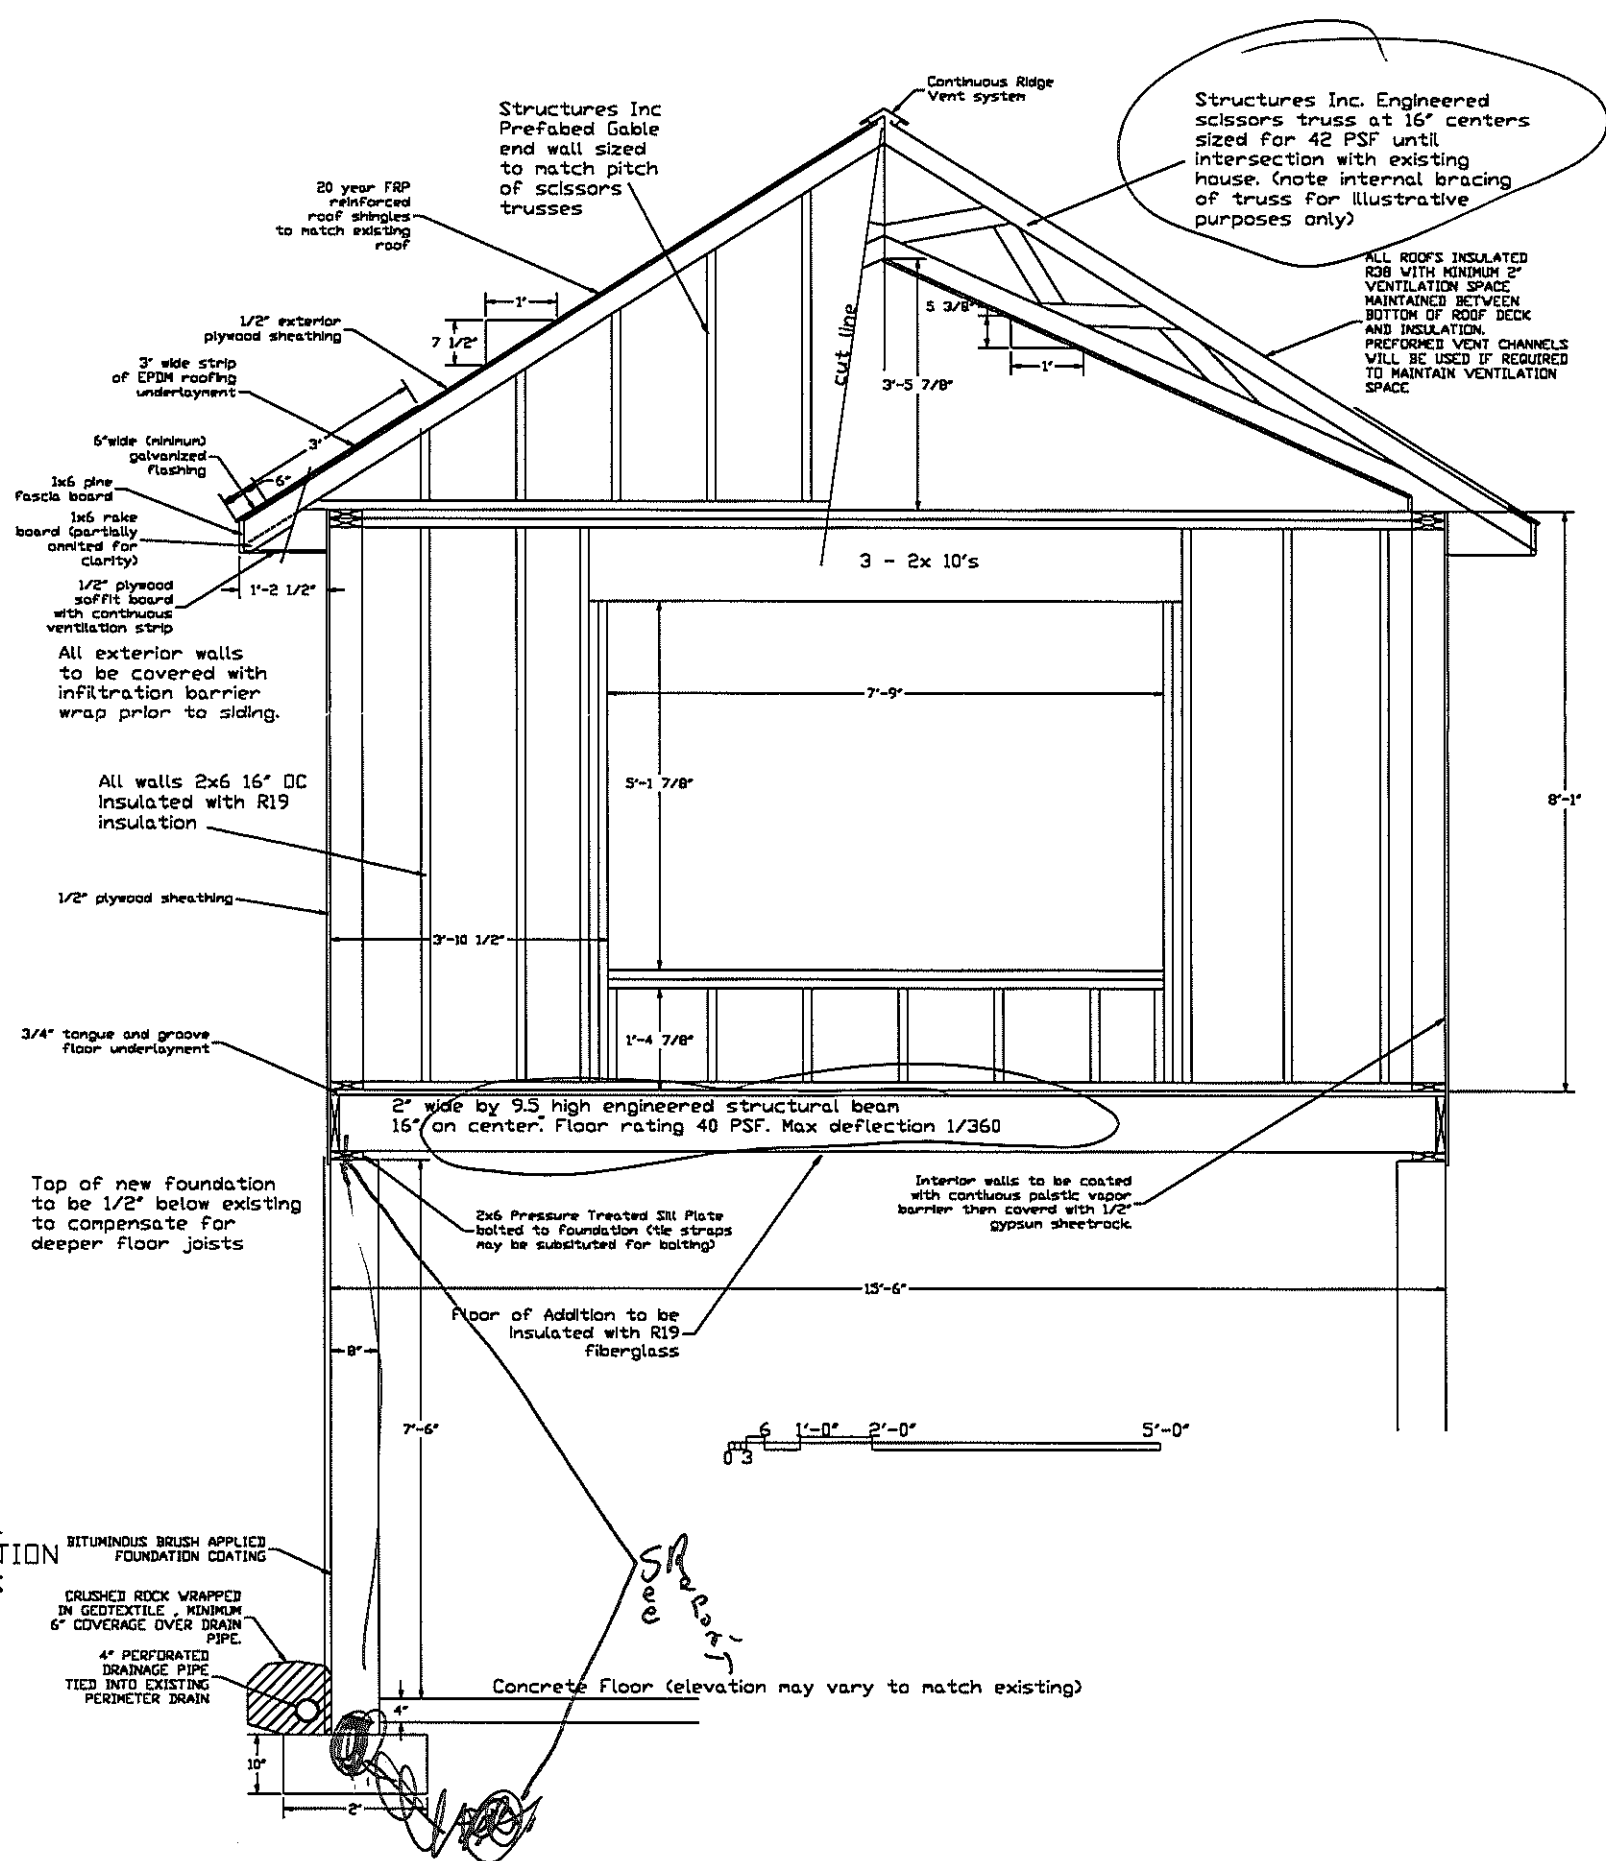 Continuous Ridge
Vent system
Structures Inc
Prefabed Gable
end wall sized
to match pitch
of scissors
trusses
Structures Inc. Engineered
scissors truss at 16" centers
sized for 42 PSF until
intersection with existing
house. (note internal bracing
of truss for illustrative
purposes only)
20 year FRP
reinforced
roof shingles
to match existing
roof
ALL ROOFS INSULATED
R38 WITH MINIMUM 2"
VENTILATION SPACE
MAINTAINED BETWEEN
BOTTOM OF ROOF DECK
AND INSULATION.
PREFORMED VENT CHANNELS
WILL BE USED IF REQUIRED
TO MAINTAIN VENTILATION
SPACE
1'
7 1/2"
5 3/8"
1'
cut line
3'-5 7/8"
1/2" exterior
plywood sheathing
3' wide strip
of EPDM roofing
underlayment
3'
6"
6"wide (minimum)
galvanized
flashing
1x6 pine
fascia board
1x6 rake
board (partially
ommited for
clarity)
1/2" plywood
soffit board
with continuous
ventilation strip
1'-2 1/2"
3 - 2x 10's
All exterior walls
to be covered with
infiltration barrier
wrap prior to siding.
7'-9"
5'-1 7/8"
8'-1"
All walls 2x6 16" OC
Insulated with R19
insulation
1/2" plywood sheathing
3'-10 1/2"
3/4" tongue and groove
floor underlayment
1'-4 7/8"
2" wide by 9.5 high engineered structural beam
16" on center. Floor rating 40 PSF. Max deflection 1/360
Top of new foundation
to be 1/2" below existing
to compensate for
deeper floor joists
2x6 Pressure Treated Sill Plate
bolted to foundation (tie straps
may be subsituted for bolting)
Interior walls to be coated
with contiuous palstic vapor
barrier then coverd with 1/2"
gypsun sheetrock.
15'-6"
Floor of Addition to be
insulated with R19
fiberglass
8"
7'-6"
0 3 6 1'-0" 2'-0" 5'-0"
TION
BITUMINOUS BRUSH APPLIED
FOUNDATION COATING
CRUSHED ROCK WRAPPED
IN GEOTEXTILE , MINIMUM
6" COVERAGE OVER DRAIN
PIPE.
4" PERFORATED
DRAINAGE PIPE
TIED INTO EXISTING
PERIMETER DRAIN
See
Concrete Floor (elevation may vary to match existing)
4"
10"
2'